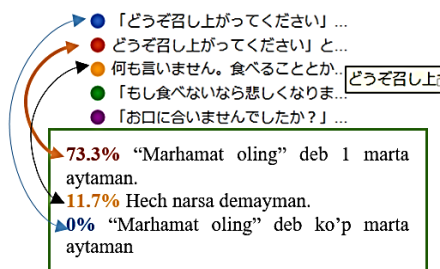 「どうぞ召し上がってください」...
どうぞ召し上がってください」と...
何も言いません。食べることとか...
どうぞ召し上
「もし食べないなら悲しくなりま...
「お口に合いませんでしたか？」...
73.3% “Marhamat oling” deb 1 marta
aytaman.
11.7% Hech narsa demayman.
0% “Marhamat oling” deb ko’p marta
aytaman